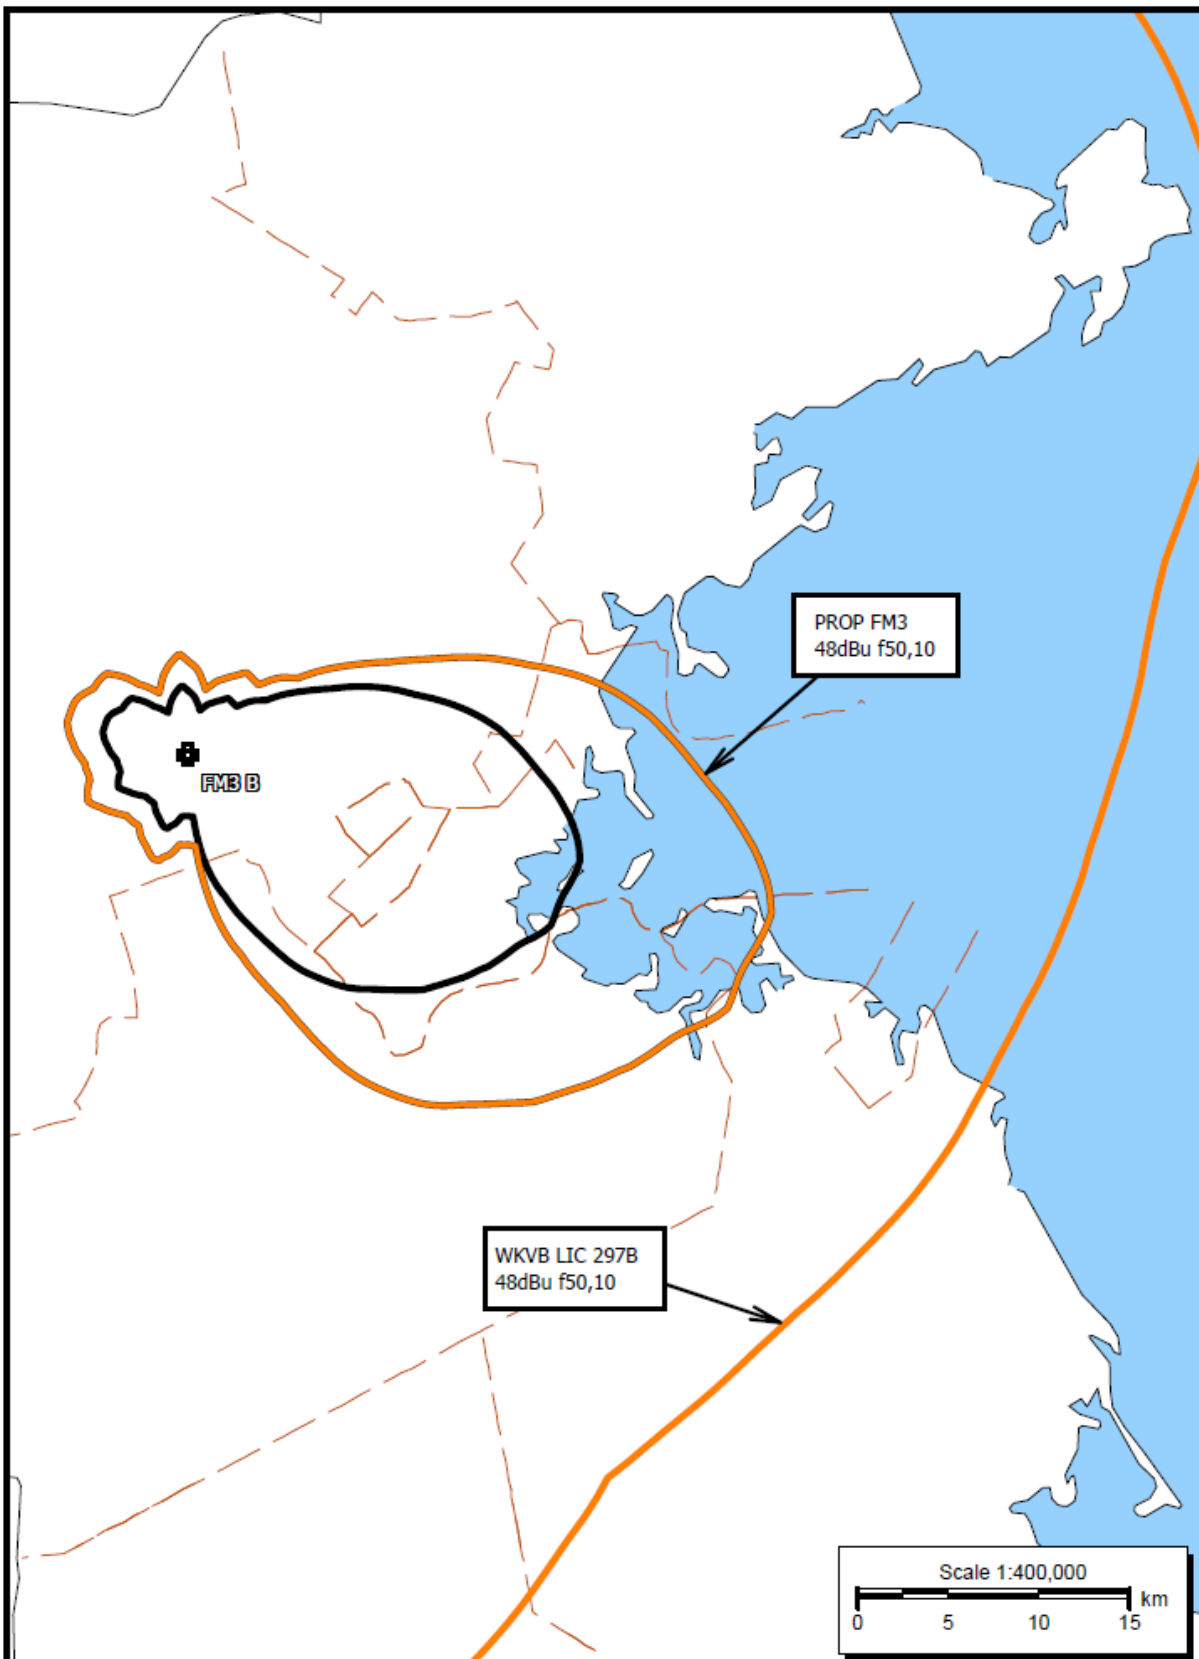 PROP FM3
48dBu f50,10
FM3 B
WKVB LIC 297B
48dBu f50,10
Scale 1:400,000
km
0 5 10 15